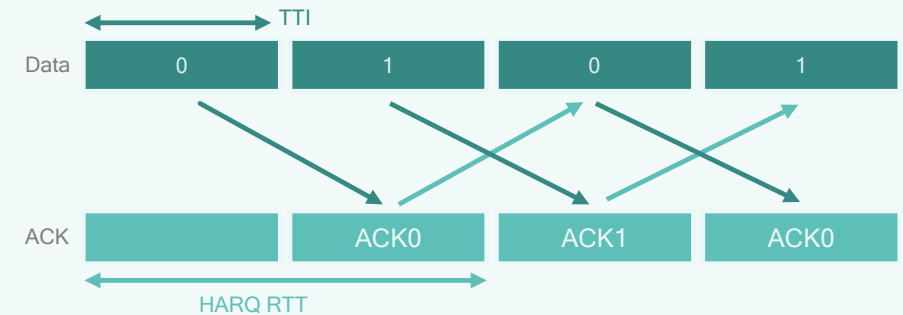 TTI
Data 0 1 0 1
ACK ACK0 ACK1 ACK0
HARQ RTT